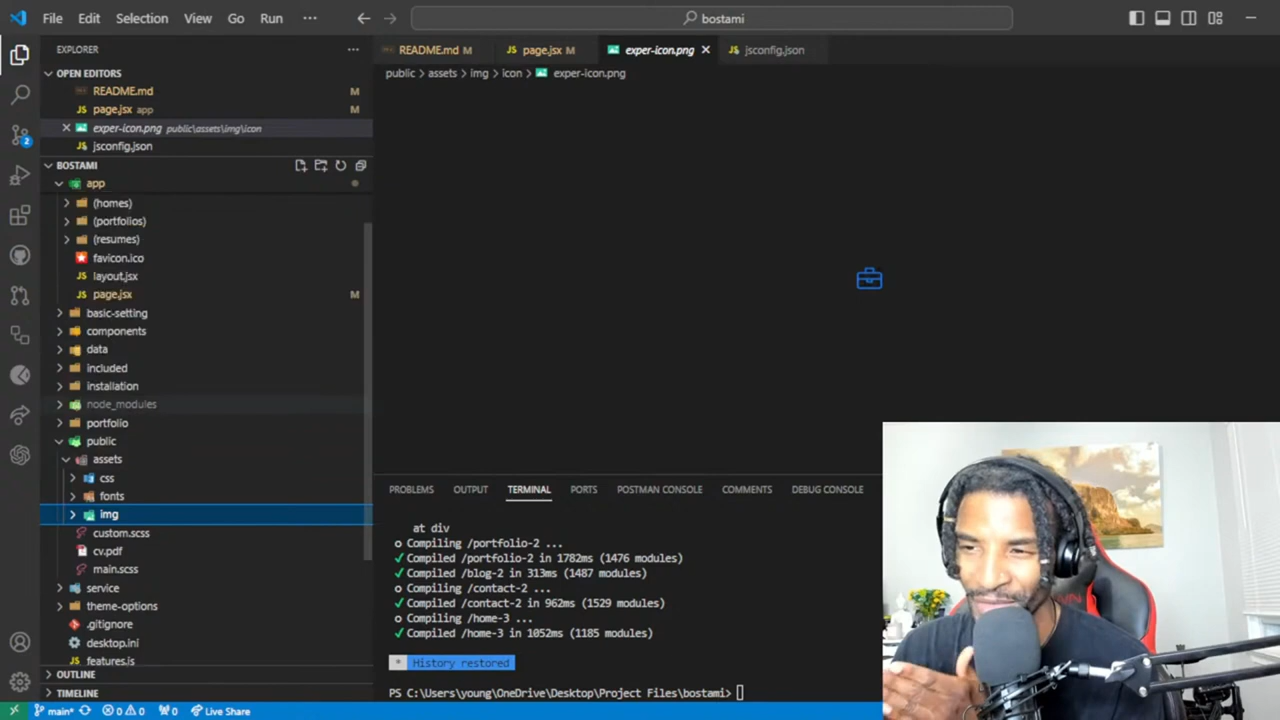 File Edit Selection View Go Run ··· bostami
EXPLORER ···
README.md M
page.jsx M
exper-icon.png
jsconfig.json
public > assets > img > icon > exper-icon.png
OPEN EDITORS
README.md M
page.jsx app M
exper-icon.png public\assets\img\icon
jsconfig.json
BOSTAMI
app
(homes)
(portfolios)
(resumes)
favicon.ico
layout.jsx
page.jsx M
basic-setting
components
data
included
installation
node_modules
portfolio
public
assets
css
fonts
img
custom.scss
cv.pdf
main.scss
service
theme-options
.gitignore
desktop.ini
features.js
OUTLINE
TIMELINE
PROBLEMS OUTPUT TERMINAL PORTS POSTMAN CONSOLE COMMENTS DEBUG CONSOLE
at div
○ Compiling /portfolio-2 ...
✓ Compiled /portfolio-2 in 1782ms (1476 modules)
✓ Compiled /blog-2 in 313ms (1487 modules)
○ Compiling /contact-2 ...
✓ Compiled /contact-2 in 962ms (1529 modules)
○ Compiling /home-3 ...
✓ Compiled /home-3 in 1052ms (1185 modules)
* History restored
PS C:\Users\young\OneDrive\Desktop\Project Files\bostami>
main* 0 0 0 Live Share